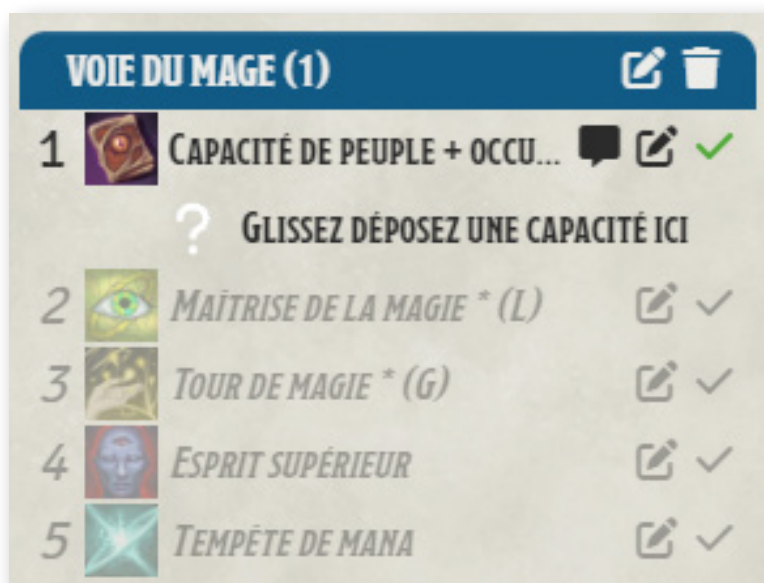 VOIE DU MAGE (1)
1 CAPACITÉ DE PEUPLE + OCCU...
? GLISSEZ DÉPOSEZ UNE CAPACITÉ ICI
2 MAÎTRISE DE LA MAGIE * (L)
3 TOUR DE MAGIE * (G)
4 ESPRIT SUPÉRIEUR
5 TEMPÊTE DE MANA